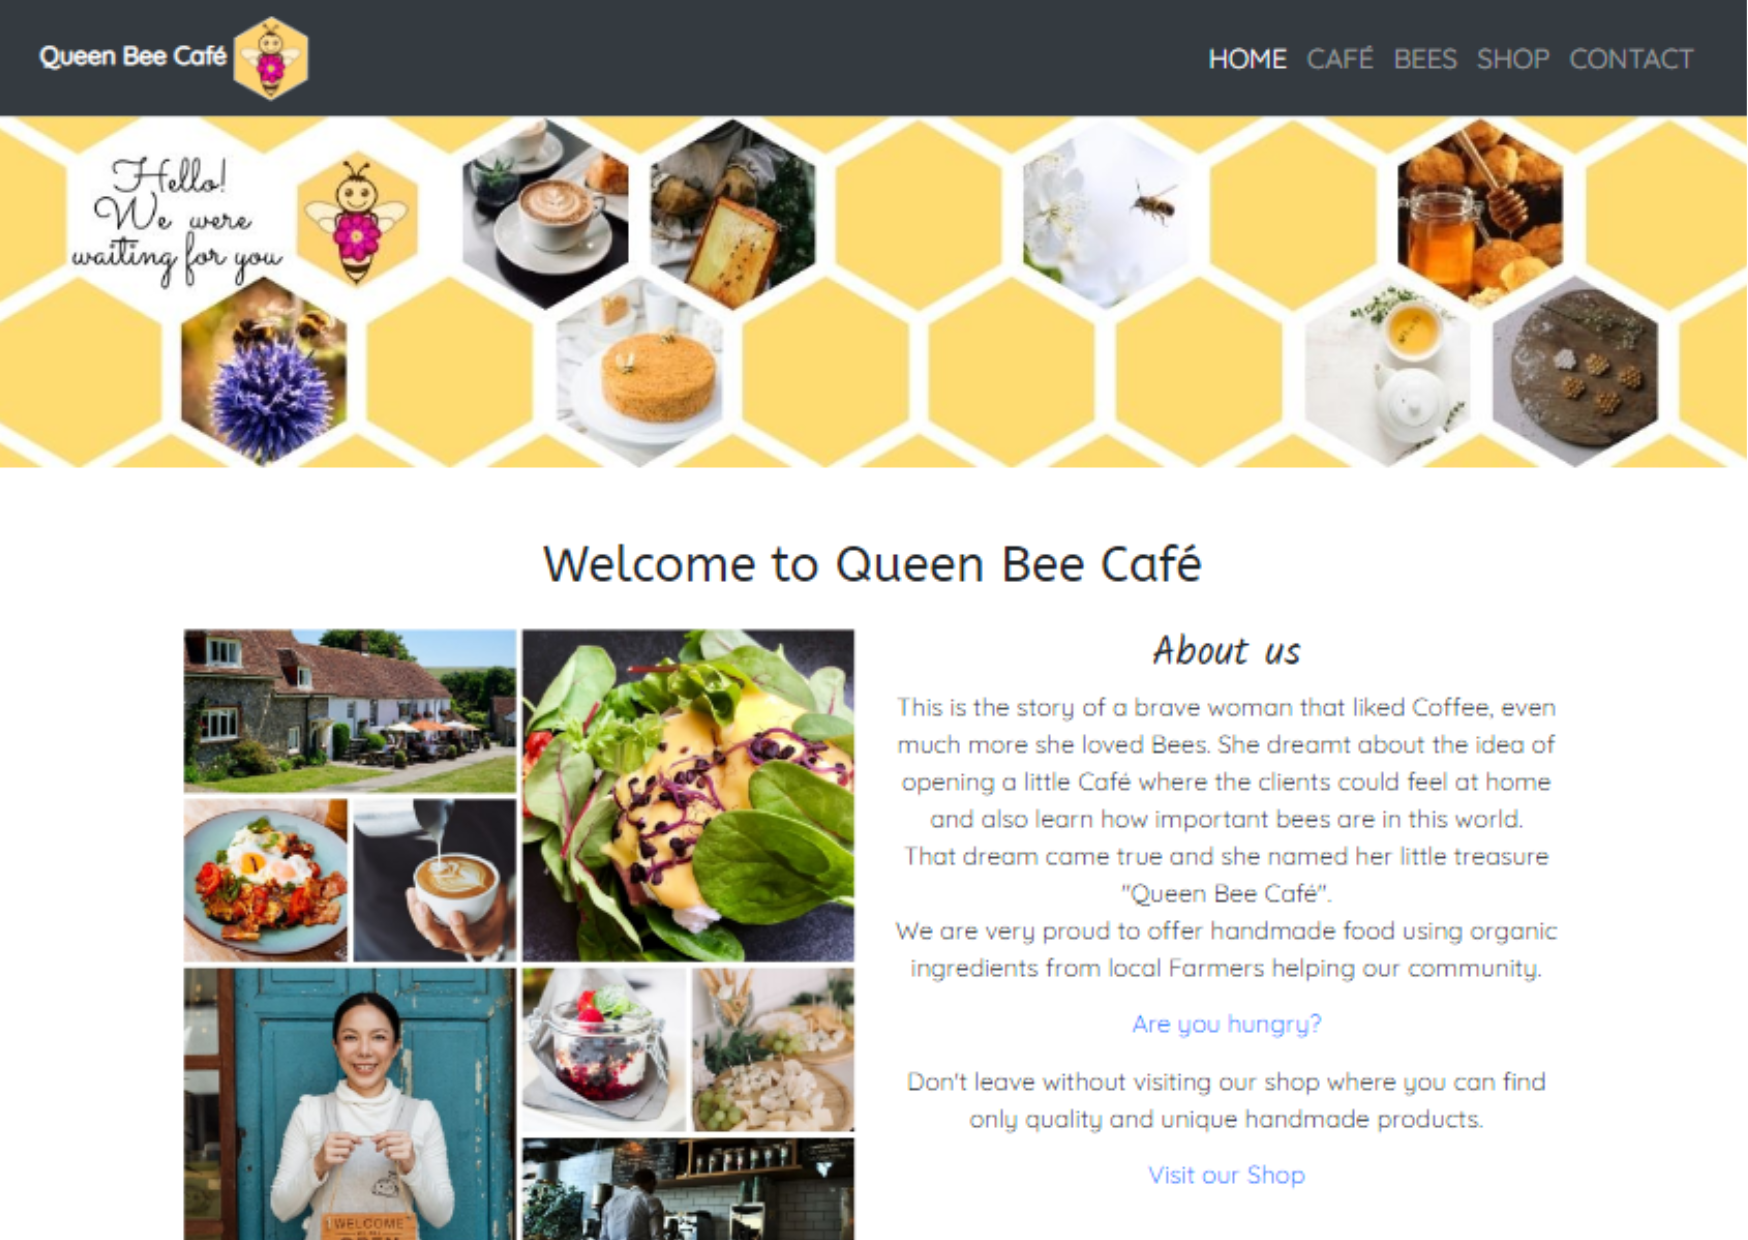 Queen Bee Café
HOME CAFÉ BEES SHOP CONTACT
Hello!
We were
waiting for you
Welcome to Queen Bee Café
About us
This is the story of a brave woman that liked Coffee, even
much more she loved Bees. She dreamt about the idea of
opening a little Café where the clients could feel at home
and also learn how important bees are in this world.
That dream came true and she named her little treasure
"Queen Bee Café".
We are very proud to offer handmade food using organic
ingredients from local Farmers helping our community.
Are you hungry?
Don't leave without visiting our shop where you can find
only quality and unique handmade products.
Visit our Shop
WELCOME